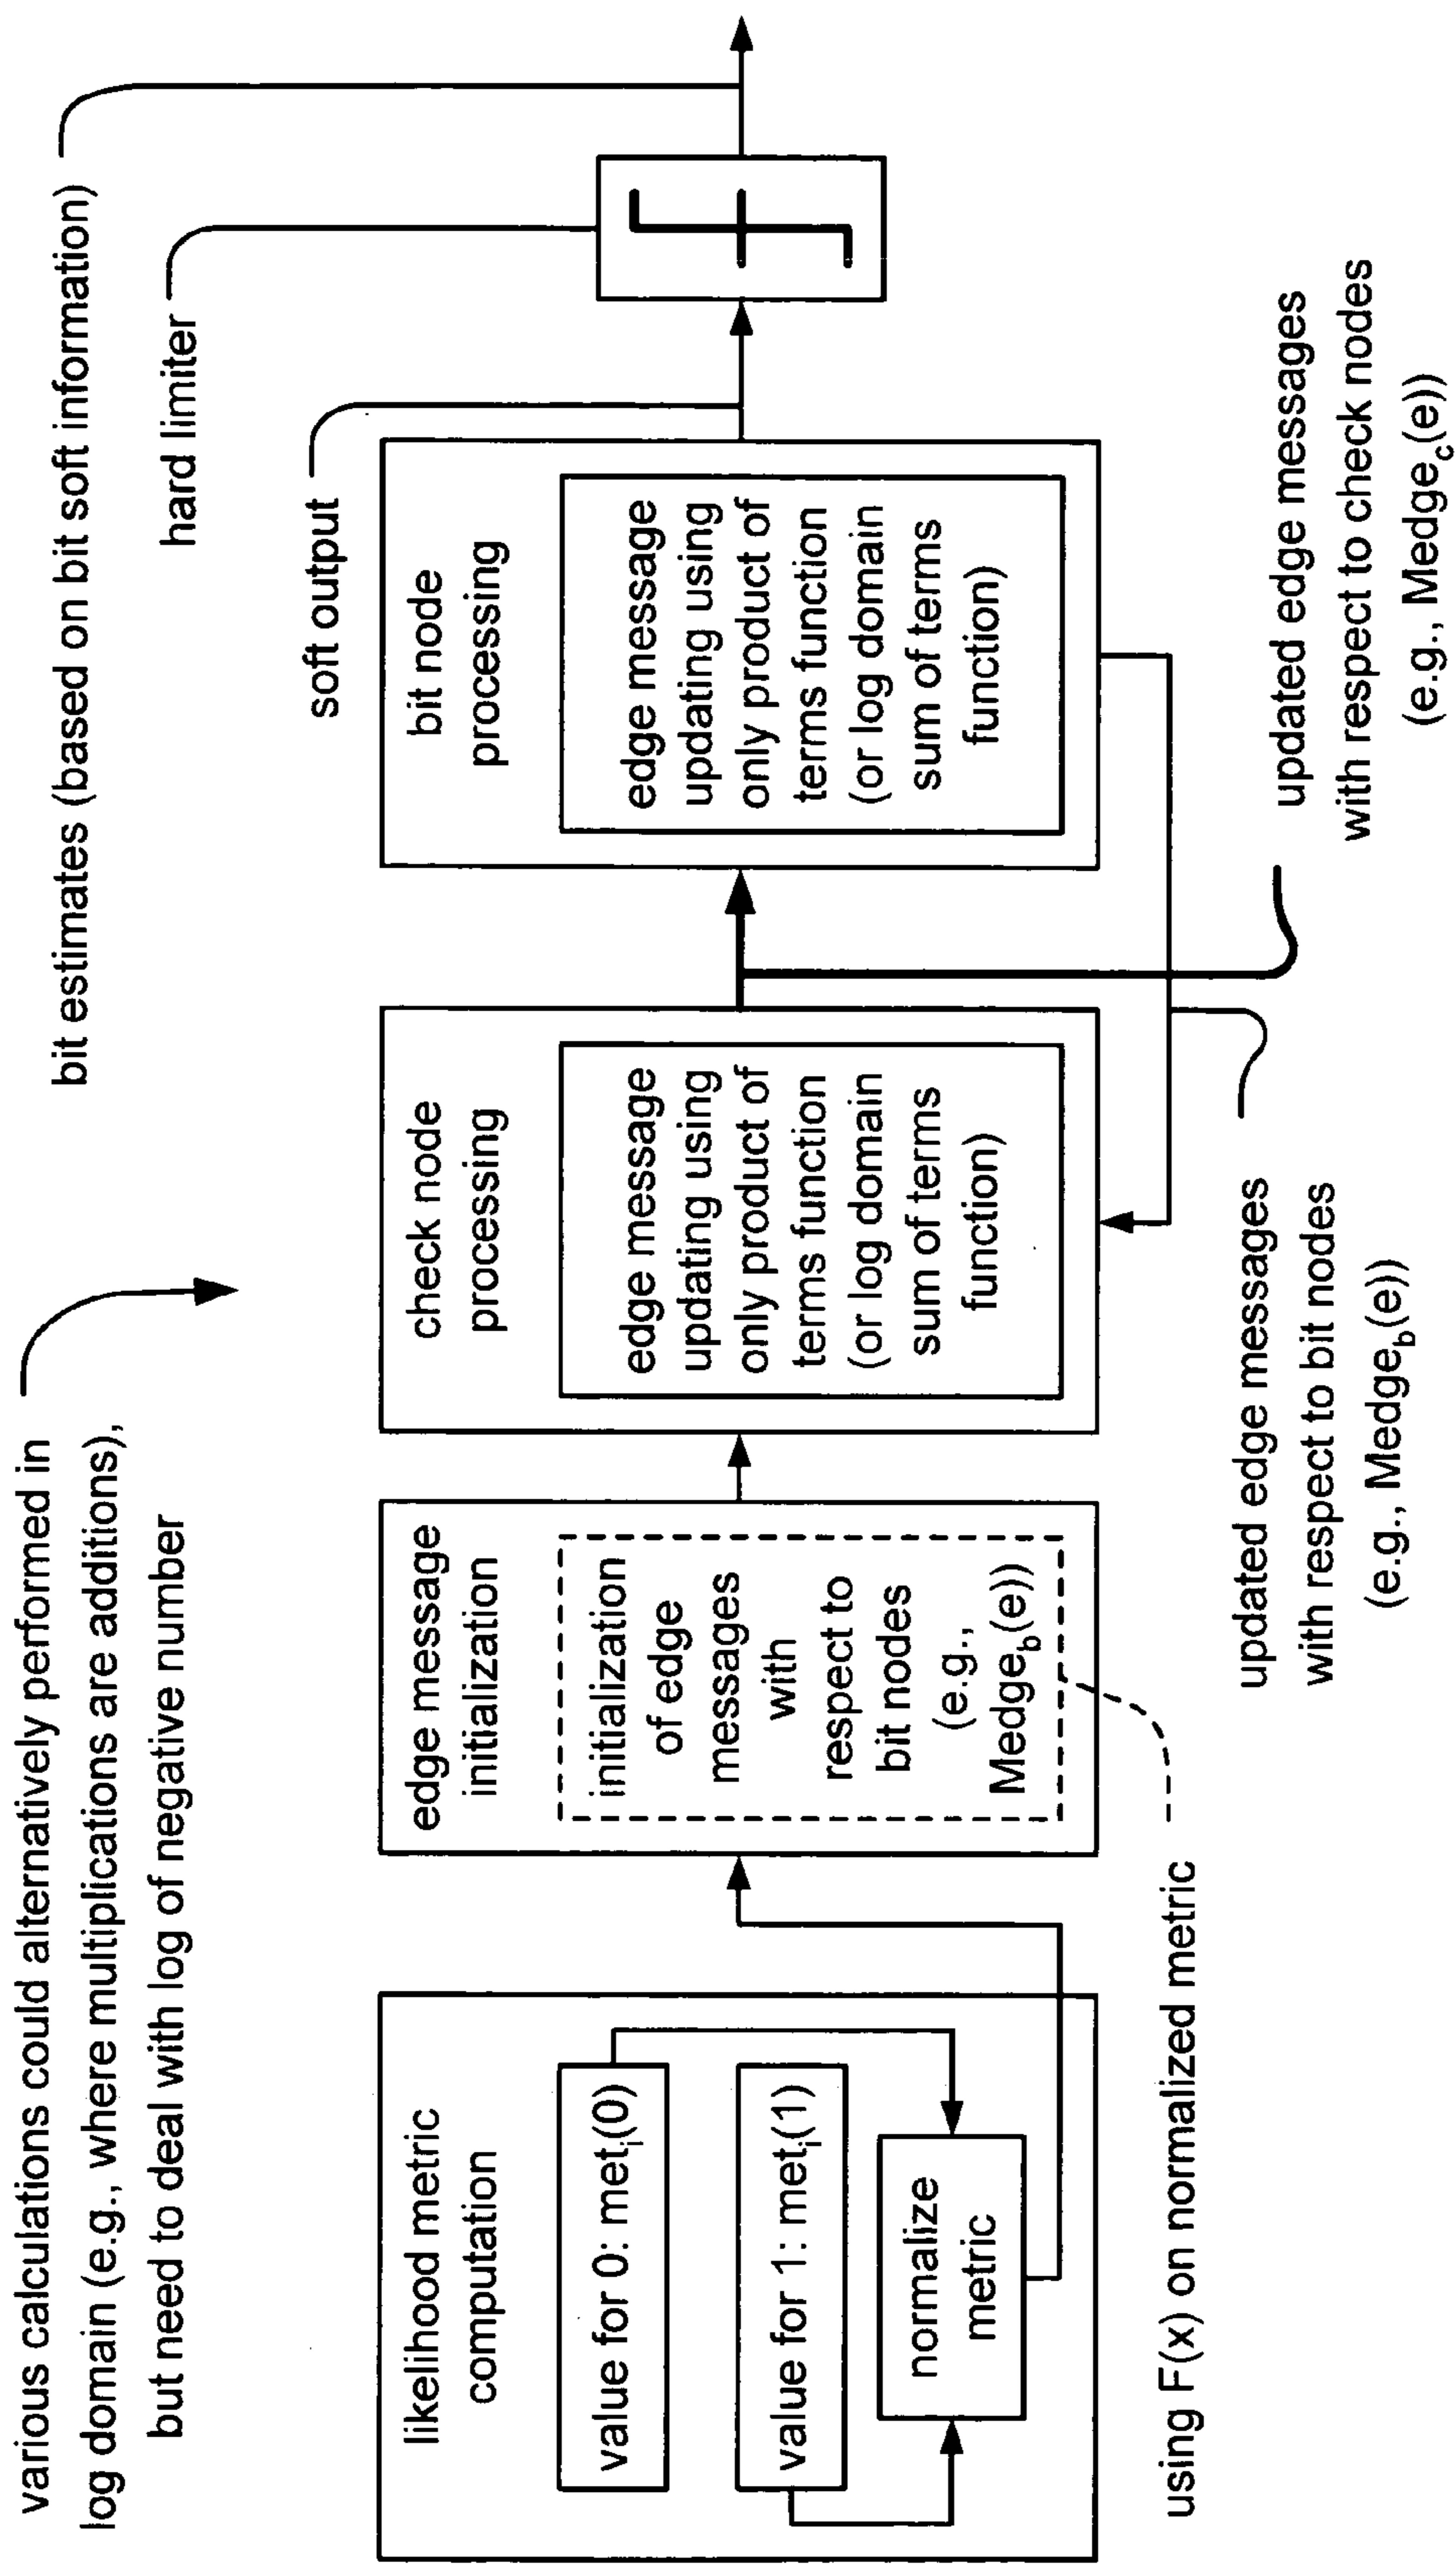 various calculations could alternatively performed in
log domain (e.g., where multiplications are additions),
but need to deal with log of negative number
bit estimates (based on bit soft information)
hard limiter
soft output
likelihood metric
computation
value for 0: met_i(0)
value for 1: met_i(1)
normalize
metric
edge message
initialization
initialization
of edge
messages
with
respect to
bit nodes
(e.g.,
Medge_b(e))
check node
processing
edge message
updating using
only product of
terms function
(or log domain
sum of terms
function)
bit node
processing
edge message
updating using
only product of
terms function
(or log domain
sum of terms
function)
using F(x) on normalized metric
updated edge messages
with respect to bit nodes
(e.g., Medge_b(e))
updated edge messages
with respect to check nodes
(e.g., Medge_c(e))